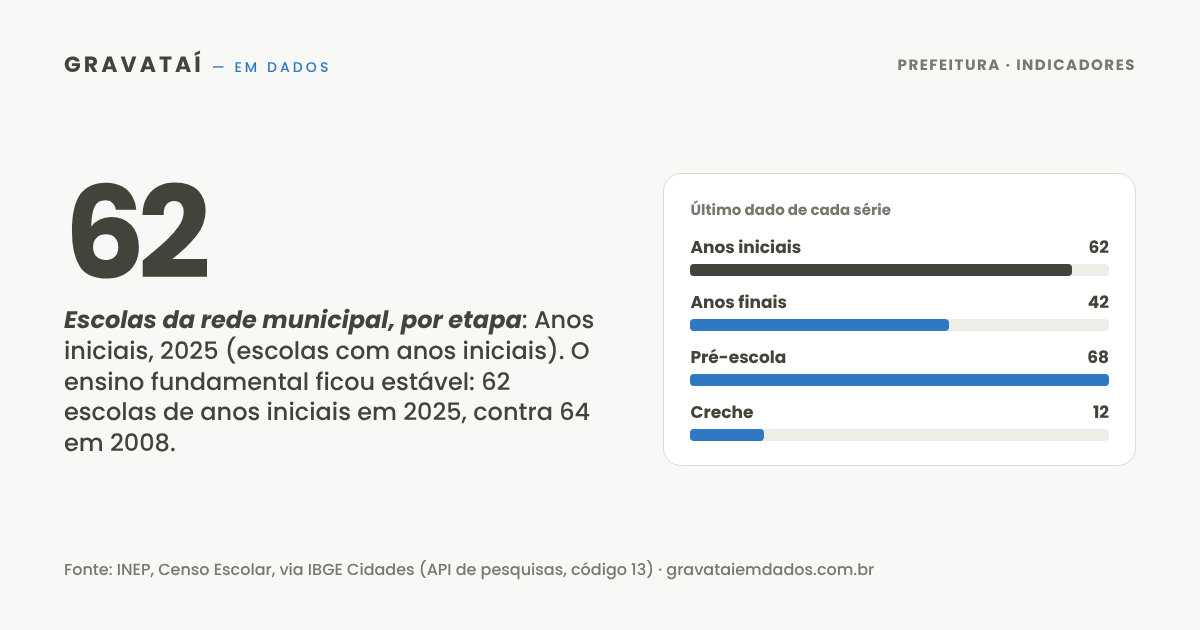 GRAVATAÍ — EM DADOS
PREFEITURA · INDICADORES
62
Escolas da rede municipal, por etapa: Anos
iniciais, 2025 (escolas com anos iniciais). O
ensino fundamental ficou estável: 62
escolas de anos iniciais em 2025, contra 64
em 2008.
Último dado de cada série
Anos iniciais 62
Anos finais 42
Pré-escola 68
Creche 12
Fonte: INEP, Censo Escolar, via IBGE Cidades (API de pesquisas, código 13) · gravataiemdados.com.br